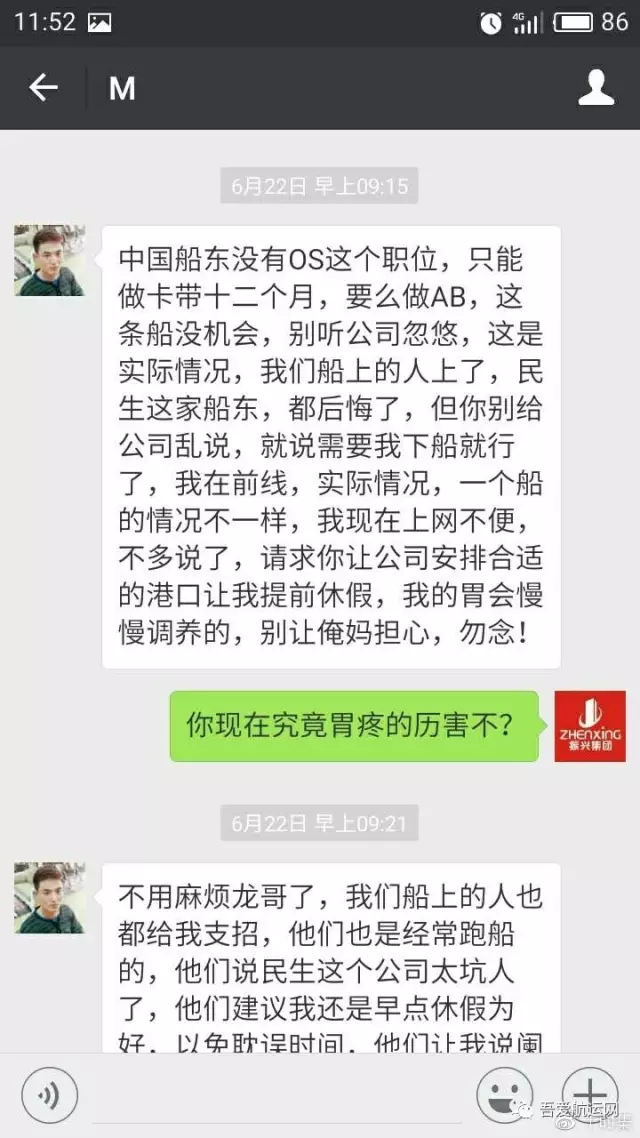 11:52
4G
86
M
6月22日 早上09:15
中国船东没有OS这个职位，只能
做卡带十二个月，要么做AB，这
条船没机会，别听公司忽悠，这是
实际情况，我们船上的人上了，民
生这家船东，都后悔了，但你别给
公司乱说，就说需要我下船就行
了，我在前线，实际情况，一个船
的情况不一样，我现在上网不便，
不多说了，请求你让公司安排合适
的港口让我提前休假，我的胃会慢
慢调养的，别让俺妈担心，勿念！
你现在究竟胃疼的历害不？
ZHENXING
振兴集团
6月22日 早上09:21
不用麻烦龙哥了，我们船上的人也
都给我支招，他们也是经常跑船
的，他们说民生这个公司太坑人
了，他们建议我还是早点休假为
好，以免耽误时间，他们让我说阑
吾爱航运网